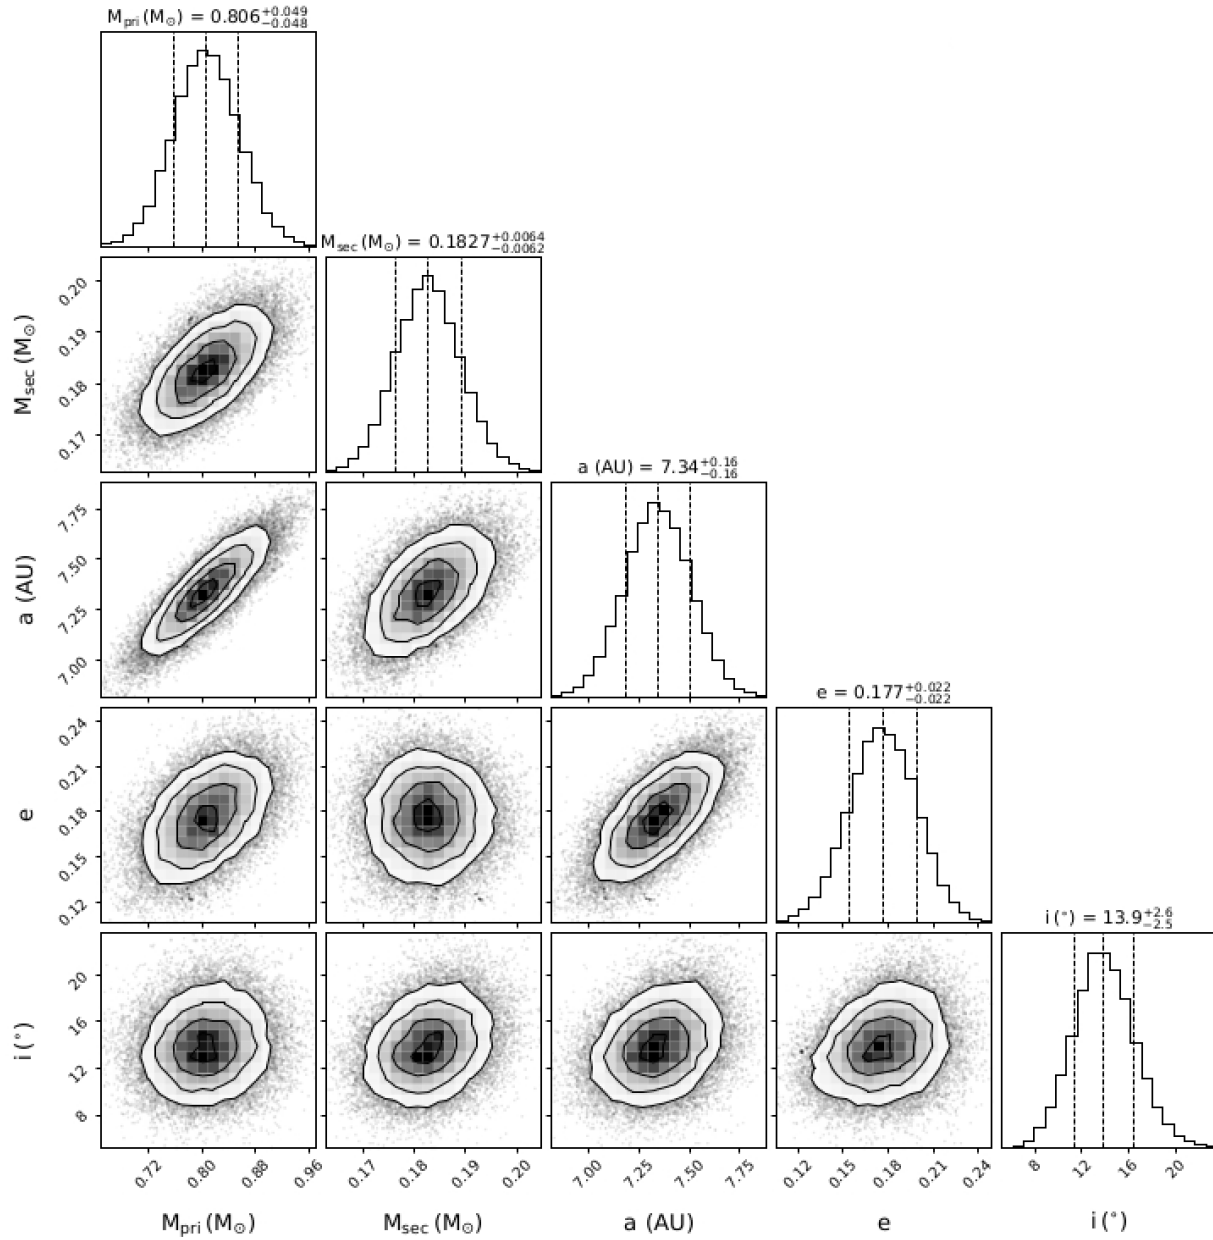 M_pri (M_⊙) = 0.806^{+0.049}_{−0.048}
M_sec (M_⊙) = 0.1827^{+0.0064}_{−0.0062}
0.20
0.19
0.18
0.17
M_sec (M_⊙)
a (AU) = 7.34^{+0.16}_{−0.16}
7.75
7.50
7.25
7.00
a (AU)
e = 0.177^{+0.022}_{−0.022}
0.24
0.21
0.18
0.15
0.12
e
i (°) = 13.9^{+2.6}_{−2.5}
20
16
12
8
i (°)
0.72 0.80 0.88 0.96 0.17 0.18 0.19 0.20 7.00 7.25 7.50 7.75 0.12 0.15 0.18 0.21 0.24 8 12 16 20
M_pri (M_⊙) M_sec (M_⊙) a (AU) e i (°)